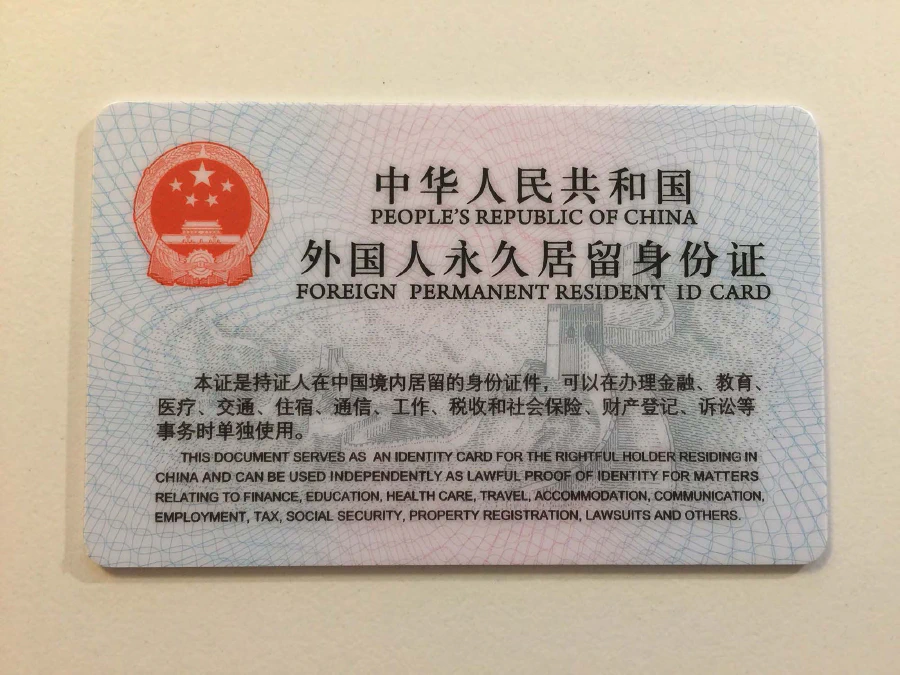 中华人民共和国
PEOPLE'S REPUBLIC OF CHINA
外国人永久居留身份证
FOREIGN PERMANENT RESIDENT ID CARD
本证是持证人在中国境内居留的身份证件，可以在办理金融、教育、
医疗、交通、住宿、通信、工作、税收和社会保险、财产登记、诉讼等
事务时单独使用。
THIS DOCUMENT SERVES AS AN IDENTITY CARD FOR THE RIGHTFUL HOLDER RESIDING IN
CHINA AND CAN BE USED INDEPENDENTLY AS LAWFUL PROOF OF IDENTITY FOR MATTERS
RELATING TO FINANCE, EDUCATION, HEALTH CARE, TRAVEL, ACCOMMODATION, COMMUNICATION,
EMPLOYMENT, TAX, SOCIAL SECURITY, PROPERTY REGISTRATION, LAWSUITS AND OTHERS.